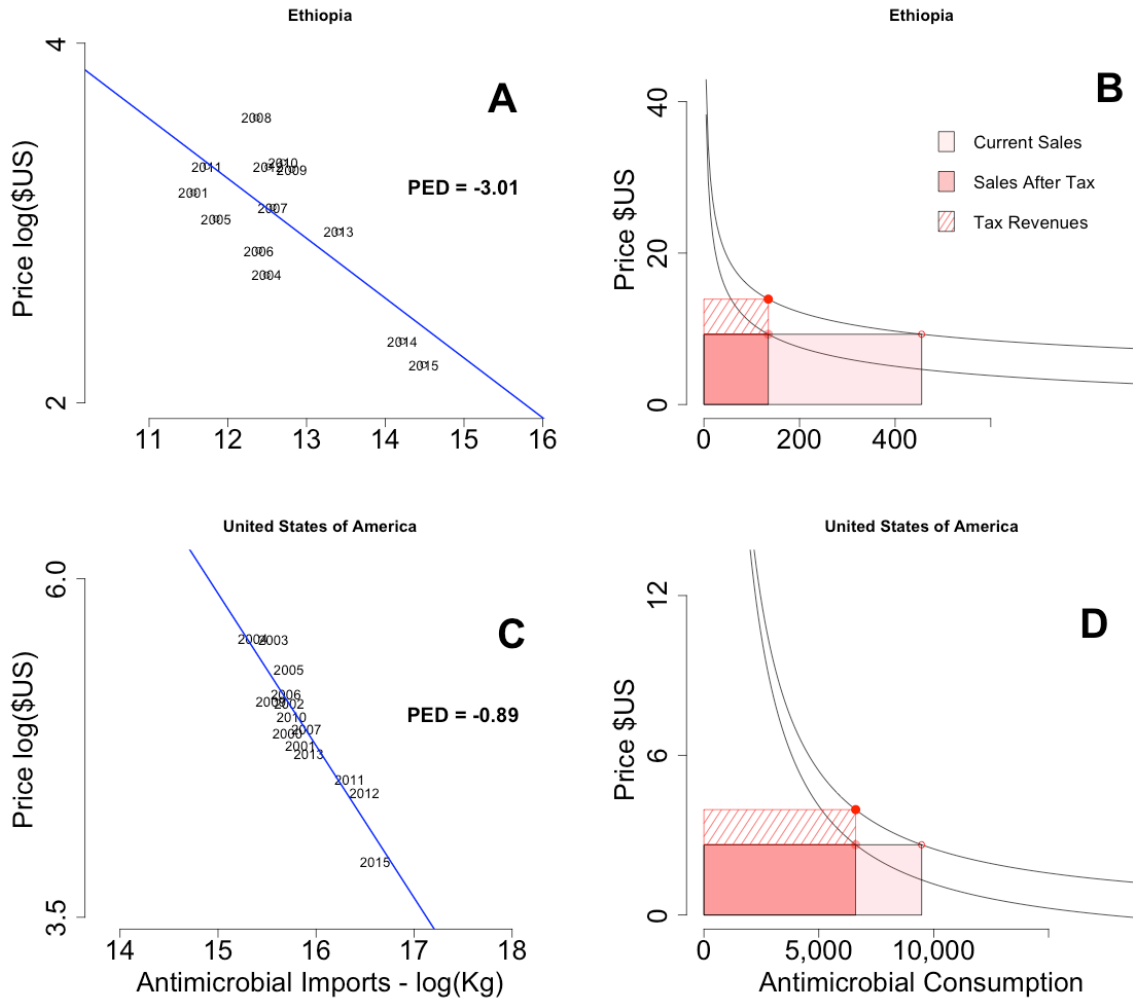 Ethiopia
A
PED = -3.01
Price log($US)
4
2
2008
2011
2012
2010
2009
2001
2007
2005
2013
2006
2004
2014
2015
11 12 13 14 15 16
Ethiopia
B
Current Sales
Sales After Tax
Tax Revenues
Price $US
40
20
0
0 200 400
United States of America
C
PED = -0.89
Price log($US)
6.0
3.5
2004 2003
2005
2006
2002
2010
2007
2000
2001
2013
2011
2012
2015
14 15 16 17 18
Antimicrobial Imports - log(Kg)
United States of America
D
Price $US
12
6
0
0 5,000 10,000
Antimicrobial Consumption